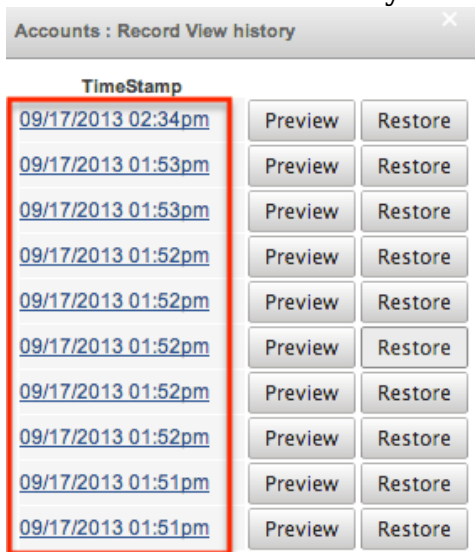 Accounts : Record View history
TimeStamp
09/17/2013 02:34pm Preview Restore
09/17/2013 01:53pm Preview Restore
09/17/2013 01:53pm Preview Restore
09/17/2013 01:52pm Preview Restore
09/17/2013 01:52pm Preview Restore
09/17/2013 01:52pm Preview Restore
09/17/2013 01:52pm Preview Restore
09/17/2013 01:52pm Preview Restore
09/17/2013 01:51pm Preview Restore
09/17/2013 01:51pm Preview Restore